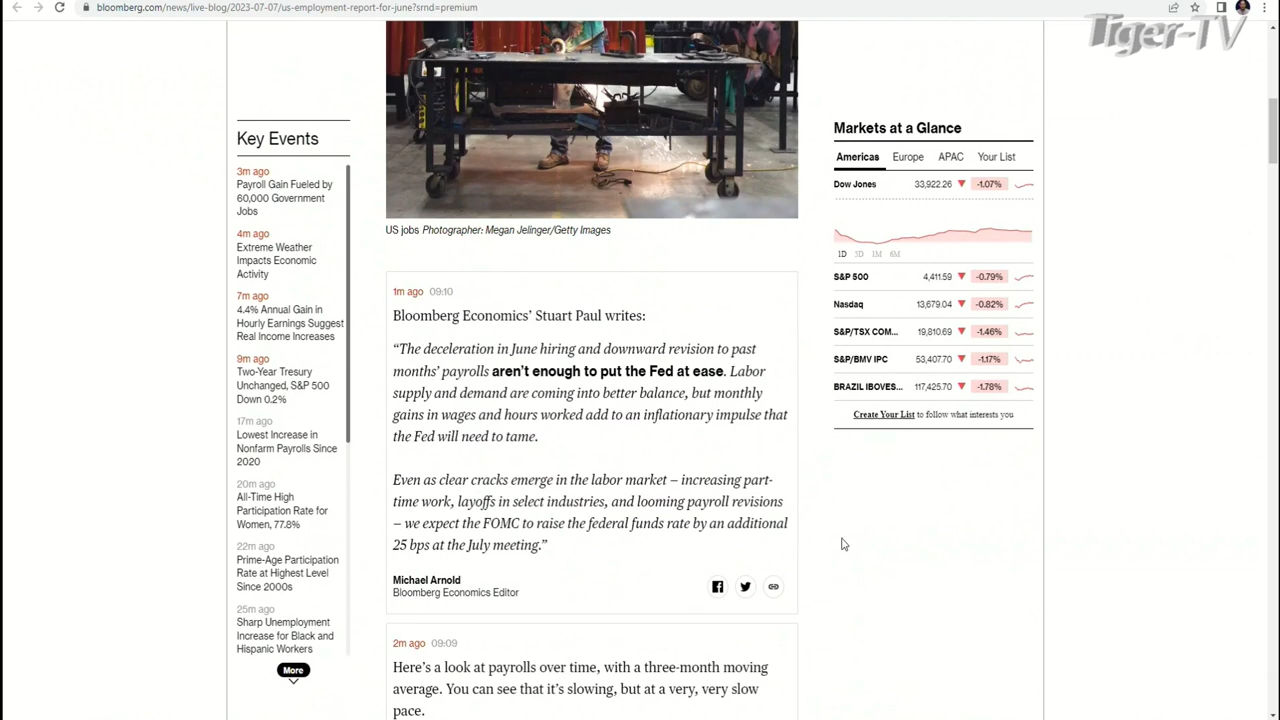 bloomberg.com/news/live-blog/2023-07-07/us-employment-report-for-june?srnd=premium
Tiger-TV
Key Events
3m ago
Payroll Gain Fueled by
60,000 Government
Jobs
4m ago
Extreme Weather
Impacts Economic
Activity
7m ago
4.4% Annual Gain in
Hourly Earnings Suggest
Real Income Increases
9m ago
Two-Year Tresury
Unchanged, S&P 500
Down 0.2%
17m ago
Lowest Increase in
Nonfarm Payrolls Since
2020
20m ago
All-Time High
Participation Rate for
Women, 77.8%
22m ago
Prime-Age Participation
Rate at Highest Level
Since 2000s
25m ago
Sharp Unemployment
Increase for Black and
Hispanic Workers
More
US jobs Photographer: Megan Jelinger/Getty Images
1m ago 09:10
Bloomberg Economics’ Stuart Paul writes:
“The deceleration in June hiring and downward revision to past
months’ payrolls aren’t enough to put the Fed at ease. Labor
supply and demand are coming into better balance, but monthly
gains in wages and hours worked add to an inflationary impulse that
the Fed will need to tame.
Even as clear cracks emerge in the labor market – increasing part-
time work, layoffs in select industries, and looming payroll revisions
– we expect the FOMC to raise the federal funds rate by an additional
25 bps at the July meeting.”
Michael Arnold
Bloomberg Economics Editor
2m ago 09:09
Here’s a look at payrolls over time, with a three-month moving
average. You can see that it’s slowing, but at a very, very slow
pace.
Markets at a Glance
Americas Europe APAC Your List
Dow Jones 33,922.26 -1.07%
1D 3D 1M 6M
S&P 500 4,411.59 -0.79%
Nasdaq 13,679.04 -0.82%
S&P/TSX COM... 19,810.69 -1.46%
S&P/BMV IPC 53,407.70 -1.17%
BRAZIL IBOVES... 117,425.70 -1.78%
Create Your List to follow what interests you